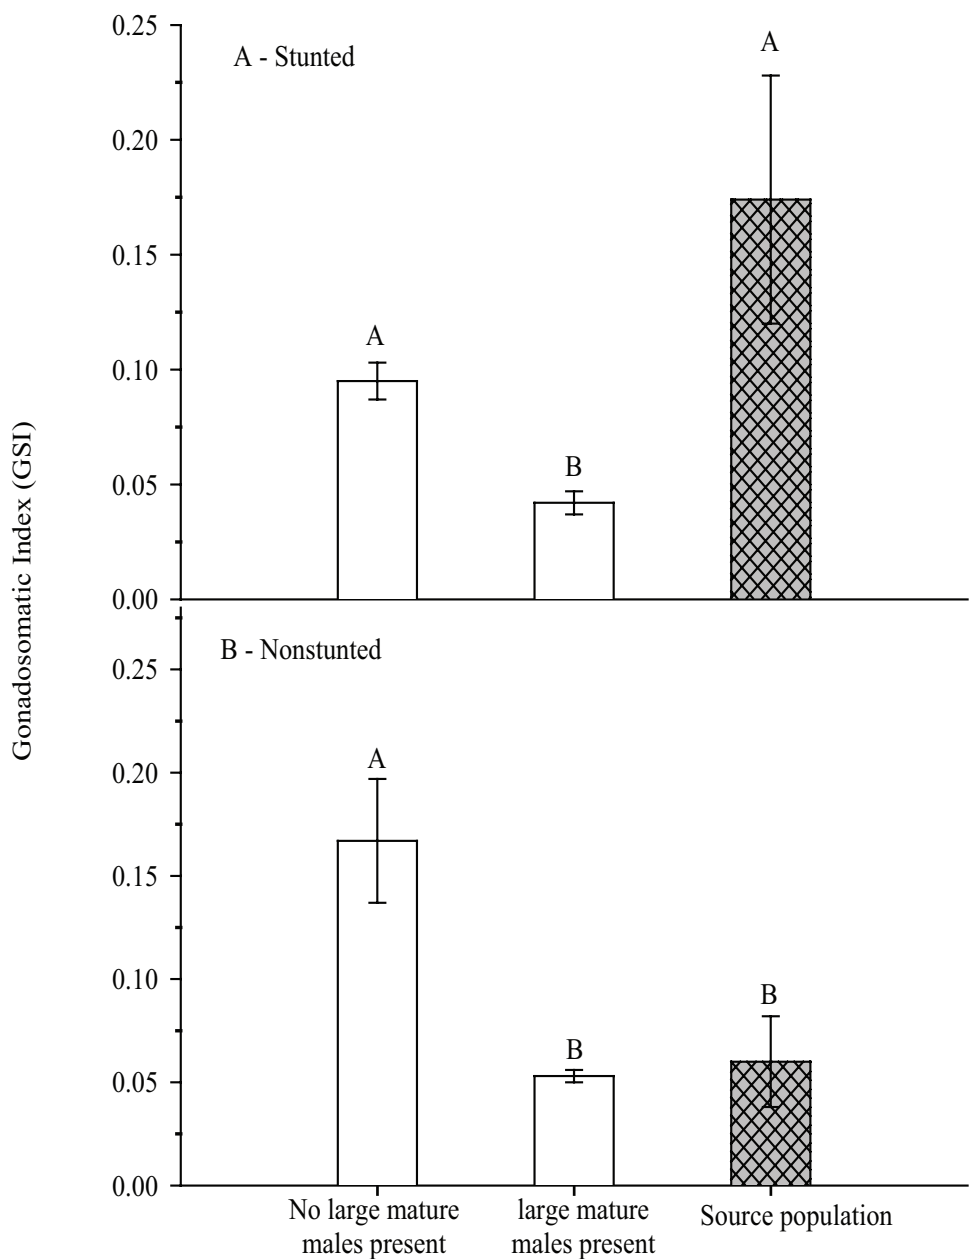 Gonadosomatic Index (GSI)
A - Stunted
0.25
0.20
0.15
0.10
0.05
0.00
A
B
A
B - Nonstunted
0.25
0.20
0.15
0.10
0.05
0.00
A
B
B
No large mature
males present
large mature
males present
Source population